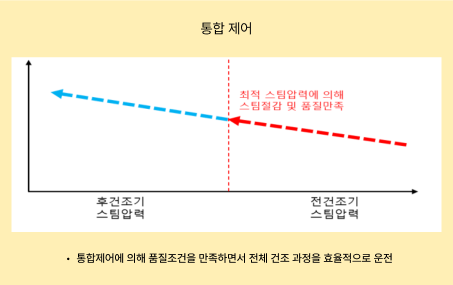 통합 제어
최적 스팀압력에 의해
스팀절감 및 품질만족
후건조기
스팀압력
전건조기
스팀압력
• 통합제어에 의해 품질조건을 만족하면서 전체 건조 과정을 효율적으로 운전